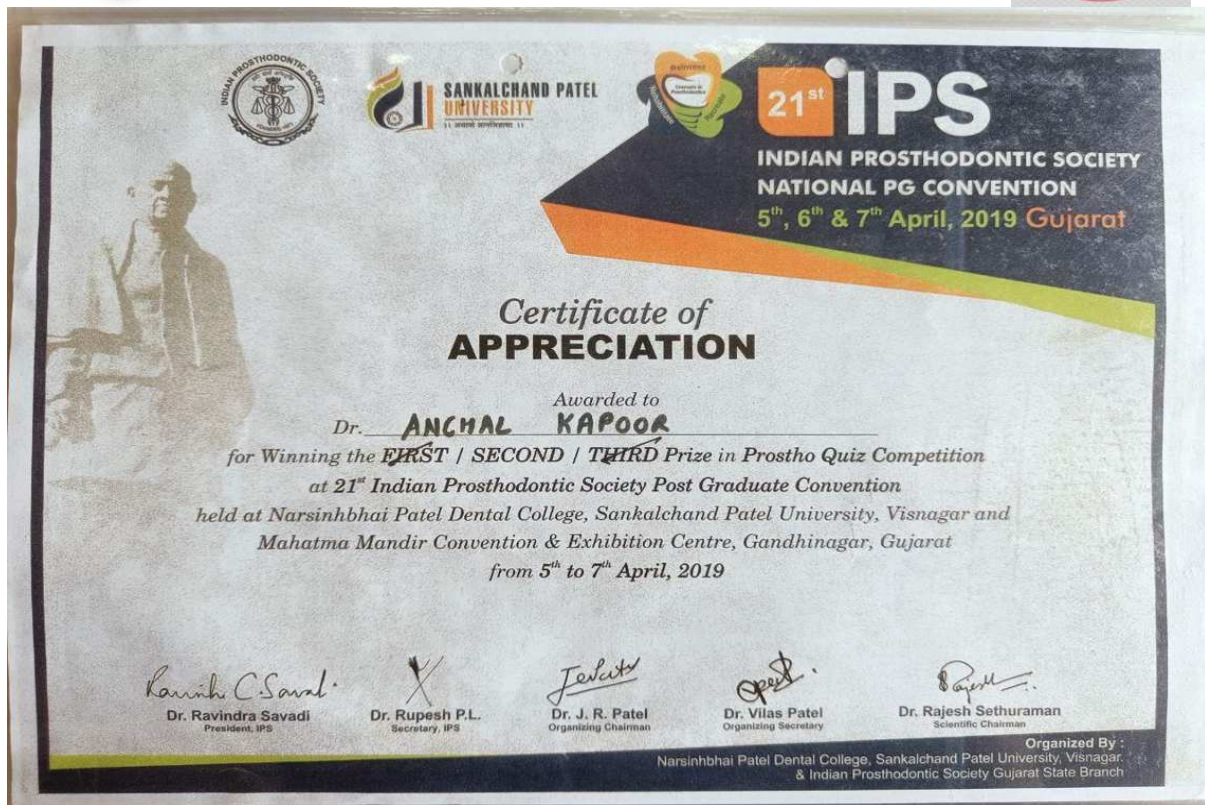 INDIAN PROSTHODONTIC SOCIETY
SANKALCHAND PATEL
UNIVERSITY
21st IPS
INDIAN PROSTHODONTIC SOCIETY
NATIONAL PG CONVENTION
5th, 6th & 7th April, 2019 Gujarat
Certificate of
APPRECIATION
Awarded to
Dr. ANCHAL KAPOOR
for Winning the FIRST / SECOND / THIRD Prize in Prostho Quiz Competition
at 21st Indian Prosthodontic Society Post Graduate Convention
held at Narsinhbhai Patel Dental College, Sankalchand Patel University, Visnagar and
Mahatma Mandir Convention & Exhibition Centre, Gandhinagar, Gujarat
from 5th to 7th April, 2019
Dr. Ravindra Savadi
President, IPS
Dr. Rupesh P.L.
Secretary, IPS
Dr. J. R. Patel
Organizing Chairman
Dr. Vilas Patel
Organizing Secretary
Dr. Rajesh Sethuraman
Scientific Chairman
Organized By :
Narsinhbhai Patel Dental College, Sankalchand Patel University, Visnagar.
& Indian Prosthodontic Society Gujarat State Branch